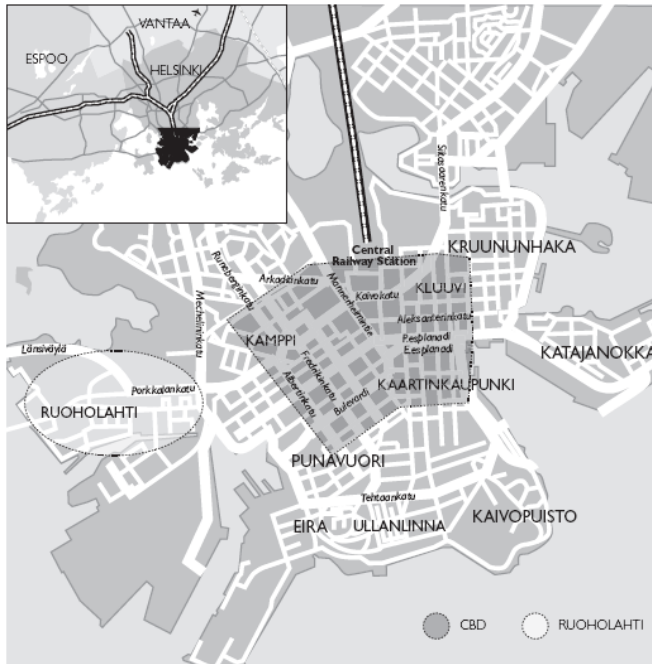 VANTAA
ESPOO
HELSINKI
Siltasaarenkatu
Central
Railway Station
KRUUNUNHAKA
Runeberginkatu
Arkadiankatu
Mannerheimintie
Kaivokatu
KLUUVI
Mechelininkatu
Aleksanterinkatu
KAMPPI
P.esplanadi
E.esplanadi
KATAJANOKKA
Länsiväylä
Fredrikinkatu
Albertinkatu
Porkkalankatu
Bulevardi
KAARTINKAUPUNKI
RUOHOLAHTI
PUNAVUORI
Tehtaankatu
EIRA
ULLANLINNA
KAIVOPUISTO
CBD
RUOHOLAHTI